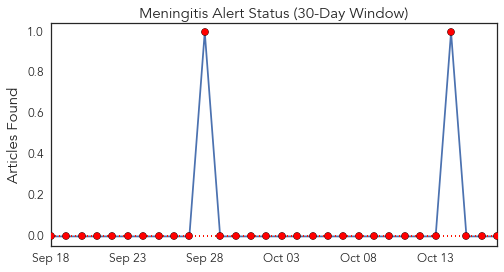 Meningitis Alert Status (30-Day Window)
Articles Found
1.0
0.8
0.6
0.4
0.2
0.0
Sep 18 Sep 23 Sep 28 Oct 03 Oct 08 Oct 13